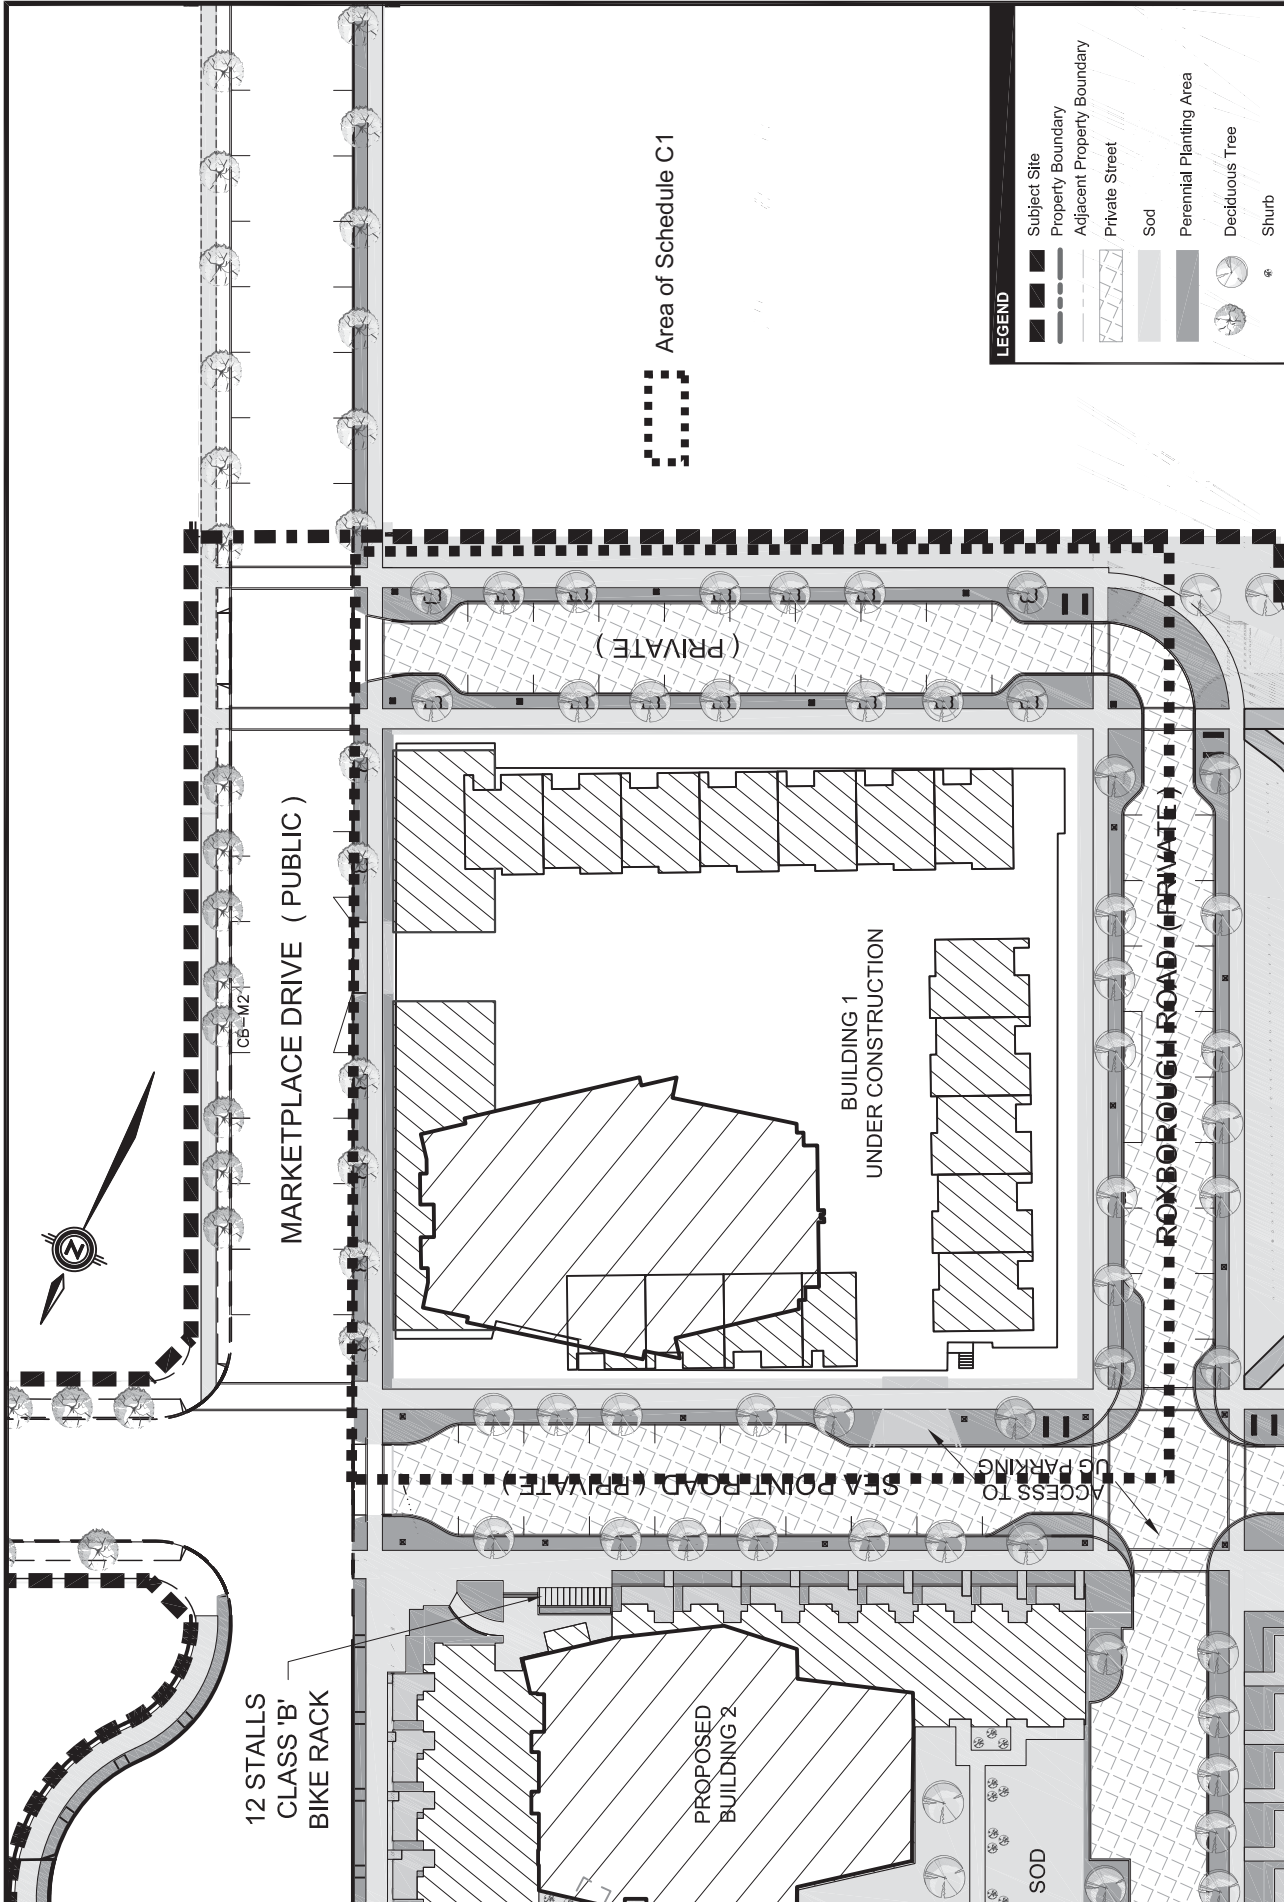 MARKETPLACE DRIVE ( PUBLIC )
CB-M2
N
( PRIVATE )
Area of Schedule C1
LEGEND
Subject Site
Property Boundary
Adjacent Property Boundary
Private Street
Sod
Perennial Planting Area
Deciduous Tree
Shurb
BUILDING 1
UNDER CONSTRUCTION
ROXBOROUGH ROAD ( PRIVATE )
SEA POINT ROAD ( PRIVATE )
ACCESS TO
UG PARKING
12 STALLS
CLASS 'B'
BIKE RACK
PROPOSED
BUILDING 2
SOD